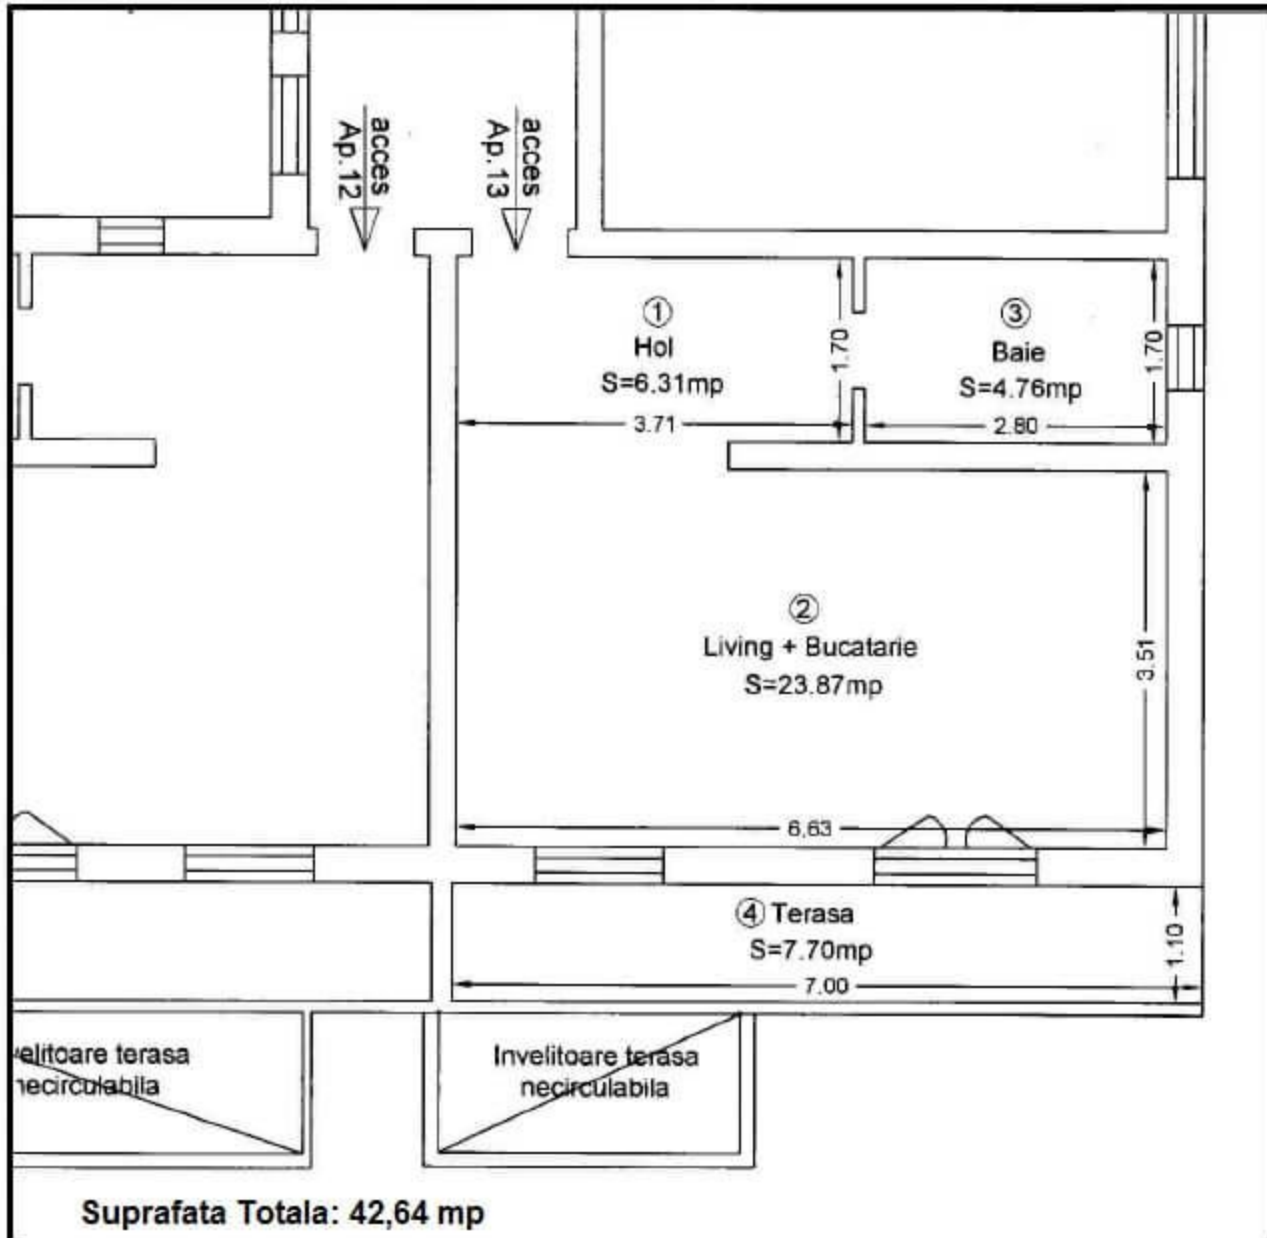 acces
Ap.12
acces
Ap.13
①
Hol
S=6.31mp
3.71
1.70
③
Baie
S=4.76mp
2.80
1.70
②
Living + Bucatarie
S=23.87mp
3.51
6,63
④ Terasa
S=7.70mp
7.00
1.10
velitoare terasa
necirculabila
Invelitoare terasa
necirculabila
Suprafata Totala: 42,64 mp